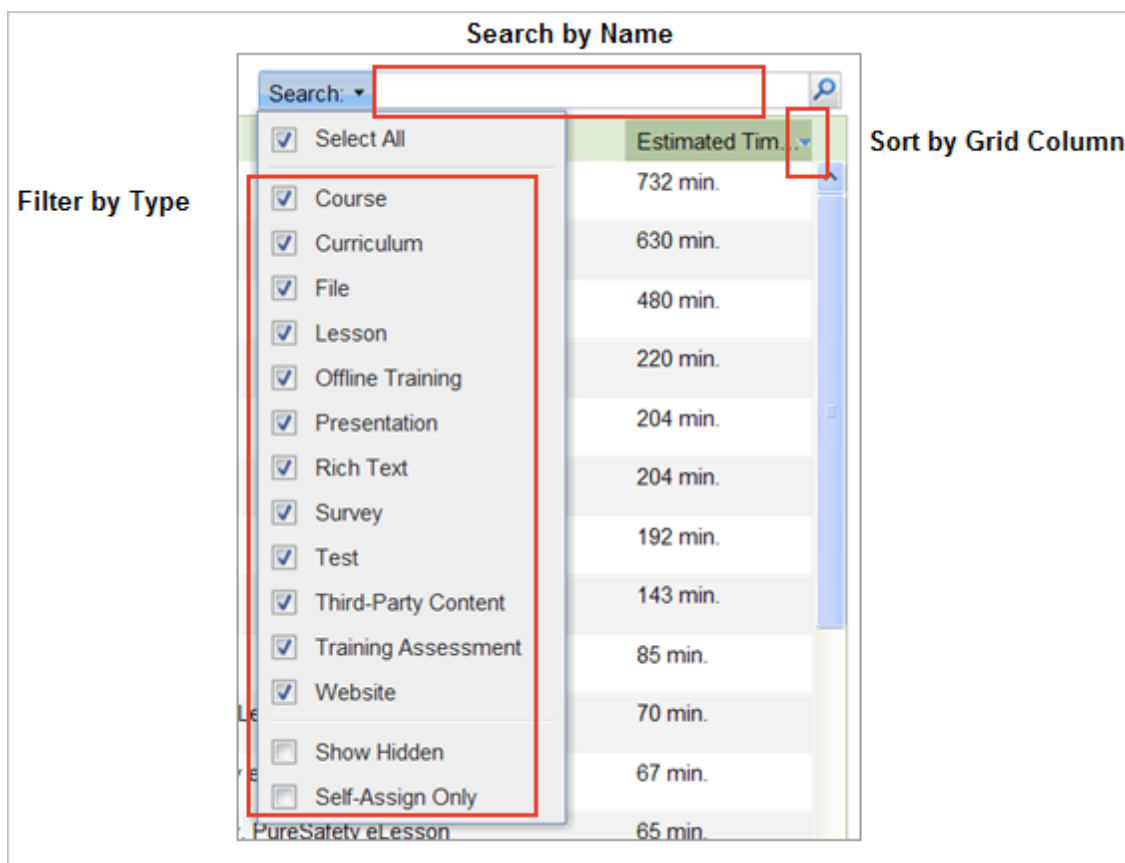 Search by Name
Search:
Select All
Estimated Tim...
Sort by Grid Column
Filter by Type
Course
732 min.
Curriculum
630 min.
File
480 min.
Lesson
220 min.
Offline Training
Presentation
204 min.
Rich Text
204 min.
Survey
192 min.
Test
Third-Party Content
143 min.
Training Assessment
85 min.
Website
Le
70 min.
Show Hidden
67 min.
Self-Assign Only
PureSafety eLesson
65 min.